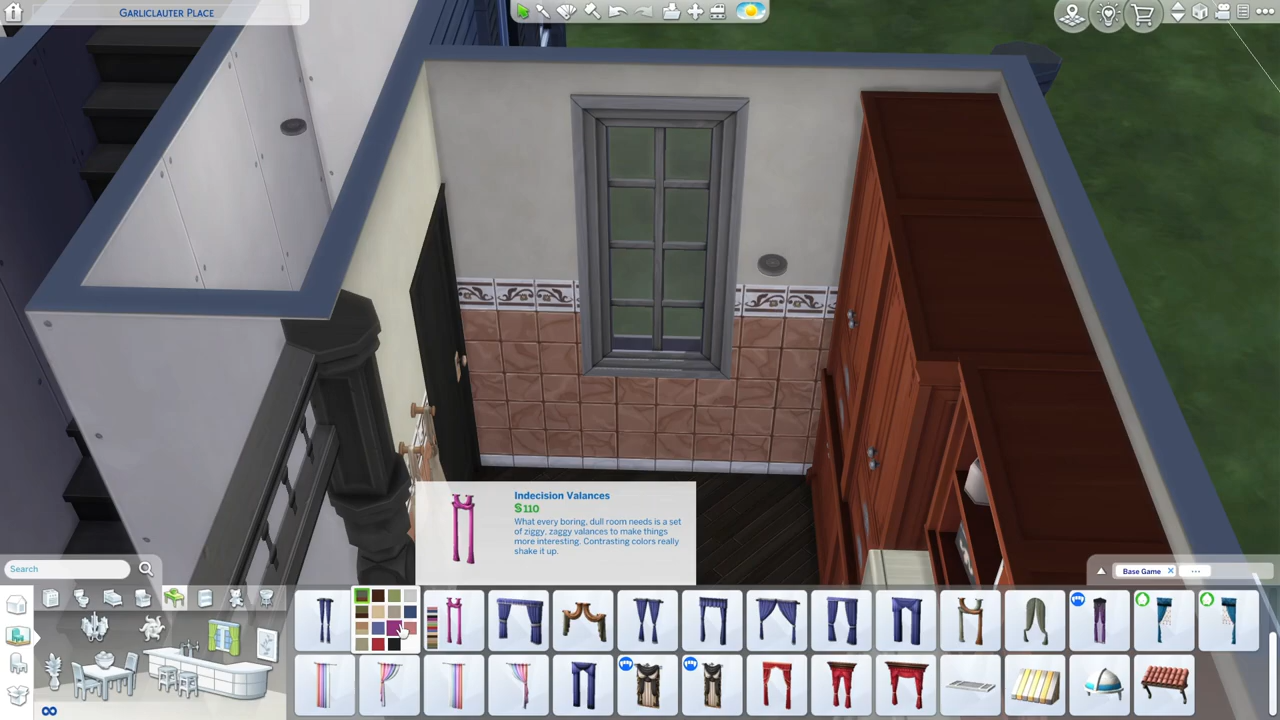 GARLICLAUTER PLACE
Indecision Valances
§110
What every boring, dull room needs is a set
of ziggy, zaggy valances to make things
more interesting. Contrasting colors really
shake it up.
Search
Base Game